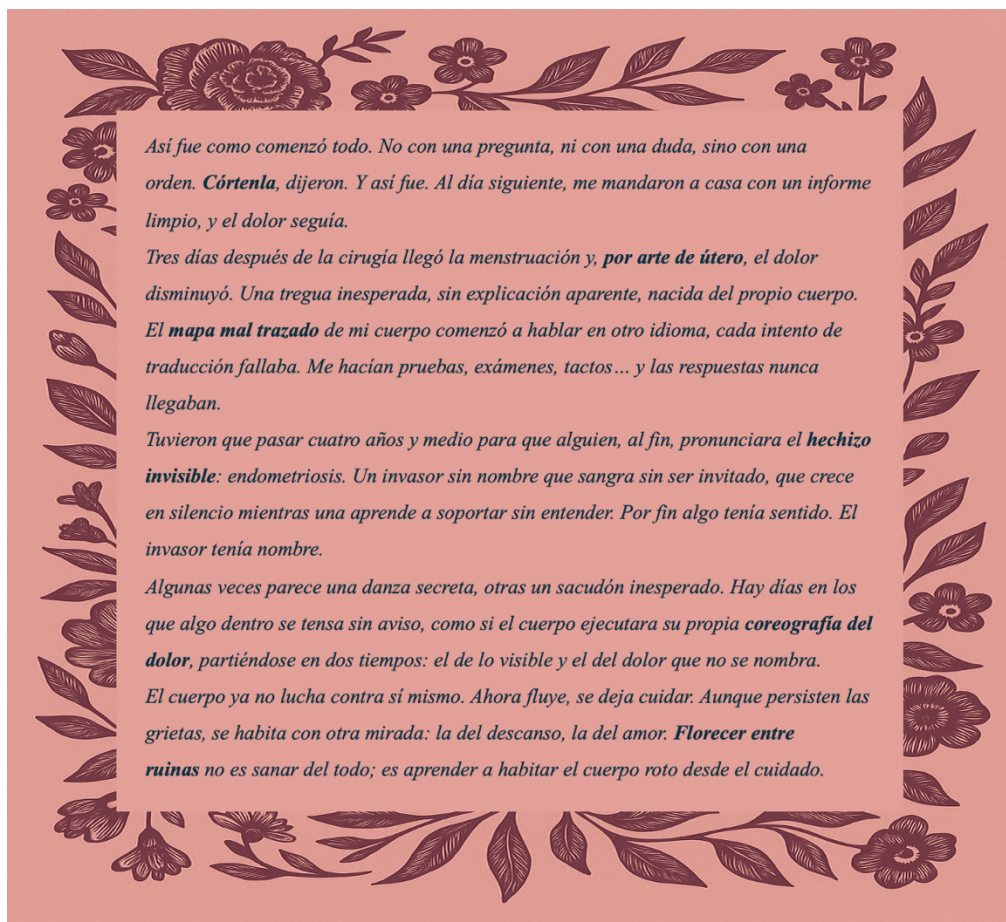 Así fue como comenzó todo. No con una pregunta, ni con una duda, sino con una
orden. Córtenla, dijeron. Y así fue. Al día siguiente, me mandaron a casa con un informe
limpio, y el dolor seguía.
Tres días después de la cirugía llegó la menstruación y, por arte de útero, el dolor
disminuyó. Una tregua inesperada, sin explicación aparente, nacida del propio cuerpo.
El mapa mal trazado de mi cuerpo comenzó a hablar en otro idioma, cada intento de
traducción fallaba. Me hacían pruebas, exámenes, tactos… y las respuestas nunca
llegaban.
Tuvieron que pasar cuatro años y medio para que alguien, al fin, pronunciara el hechizo
invisible: endometriosis. Un invasor sin nombre que sangra sin ser invitado, que crece
en silencio mientras una aprende a soportar sin entender. Por fin algo tenía sentido. El
invasor tenía nombre.
Algunas veces parece una danza secreta, otras un sacudón inesperado. Hay días en los
que algo dentro se tensa sin aviso, como si el cuerpo ejecutara su propia coreografía del
dolor, partiéndose en dos tiempos: el de lo visible y el del dolor que no se nombra.
El cuerpo ya no lucha contra sí mismo. Ahora fluye, se deja cuidar. Aunque persisten las
grietas, se habita con otra mirada: la del descanso, la del amor. Florecer entre
ruinas no es sanar del todo; es aprender a habitar el cuerpo roto desde el cuidado.